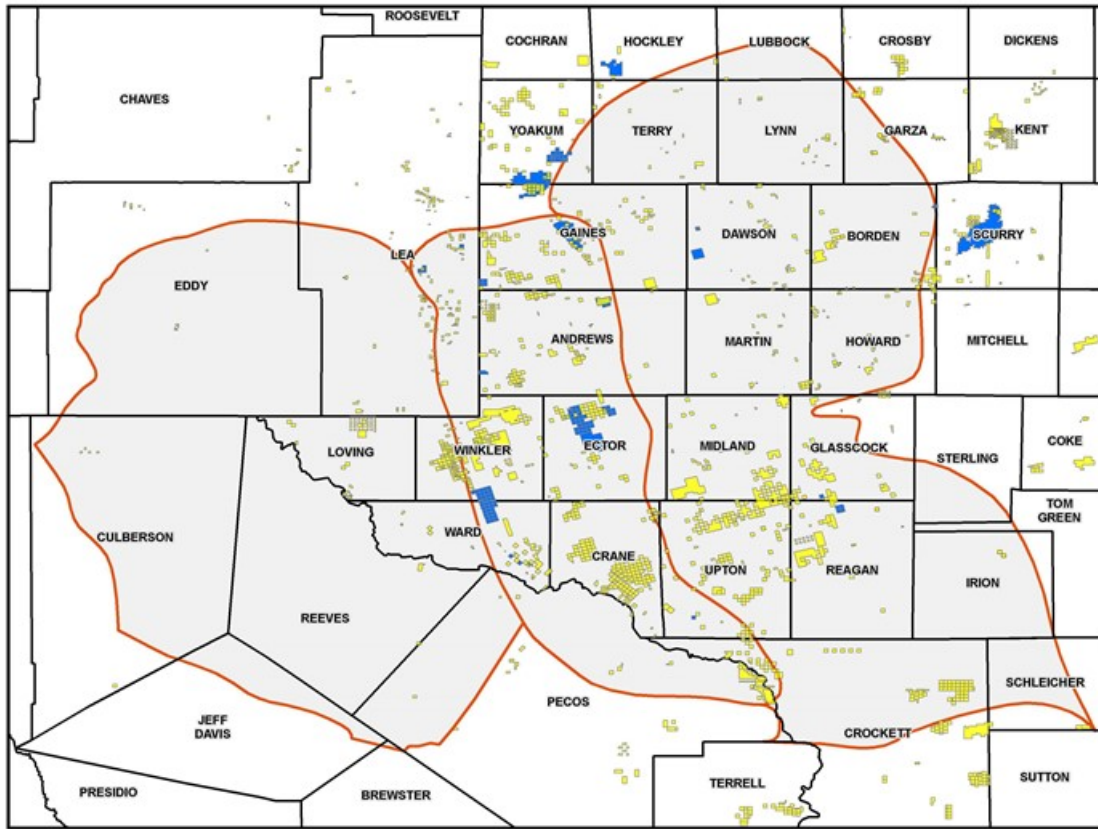 ROOSEVELT
COCHRAN
HOCKLEY
LUBBOCK
CROSBY
DICKENS
CHAVES
YOAKUM
TERRY
LYNN
GARZA
KENT
GAINES
DAWSON
BORDEN
SCURRY
LEA
EDDY
ANDREWS
MARTIN
HOWARD
MITCHELL
LOVING
WINKLER
ECTOR
MIDLAND
GLASSCOCK
STERLING
COKE
TOM
GREEN
CULBERSON
WARD
CRANE
UPTON
REAGAN
IRION
REEVES
SCHLEICHER
PECOS
JEFF
DAVIS
CROCKETT
PRESIDIO
BREWSTER
TERRELL
SUTTON